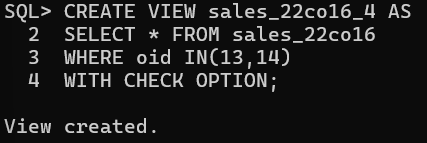 SQL> CREATE VIEW sales_22co16_4 AS
  2  SELECT * FROM sales_22co16
  3  WHERE oid IN(13,14)
  4  WITH CHECK OPTION;

View created.